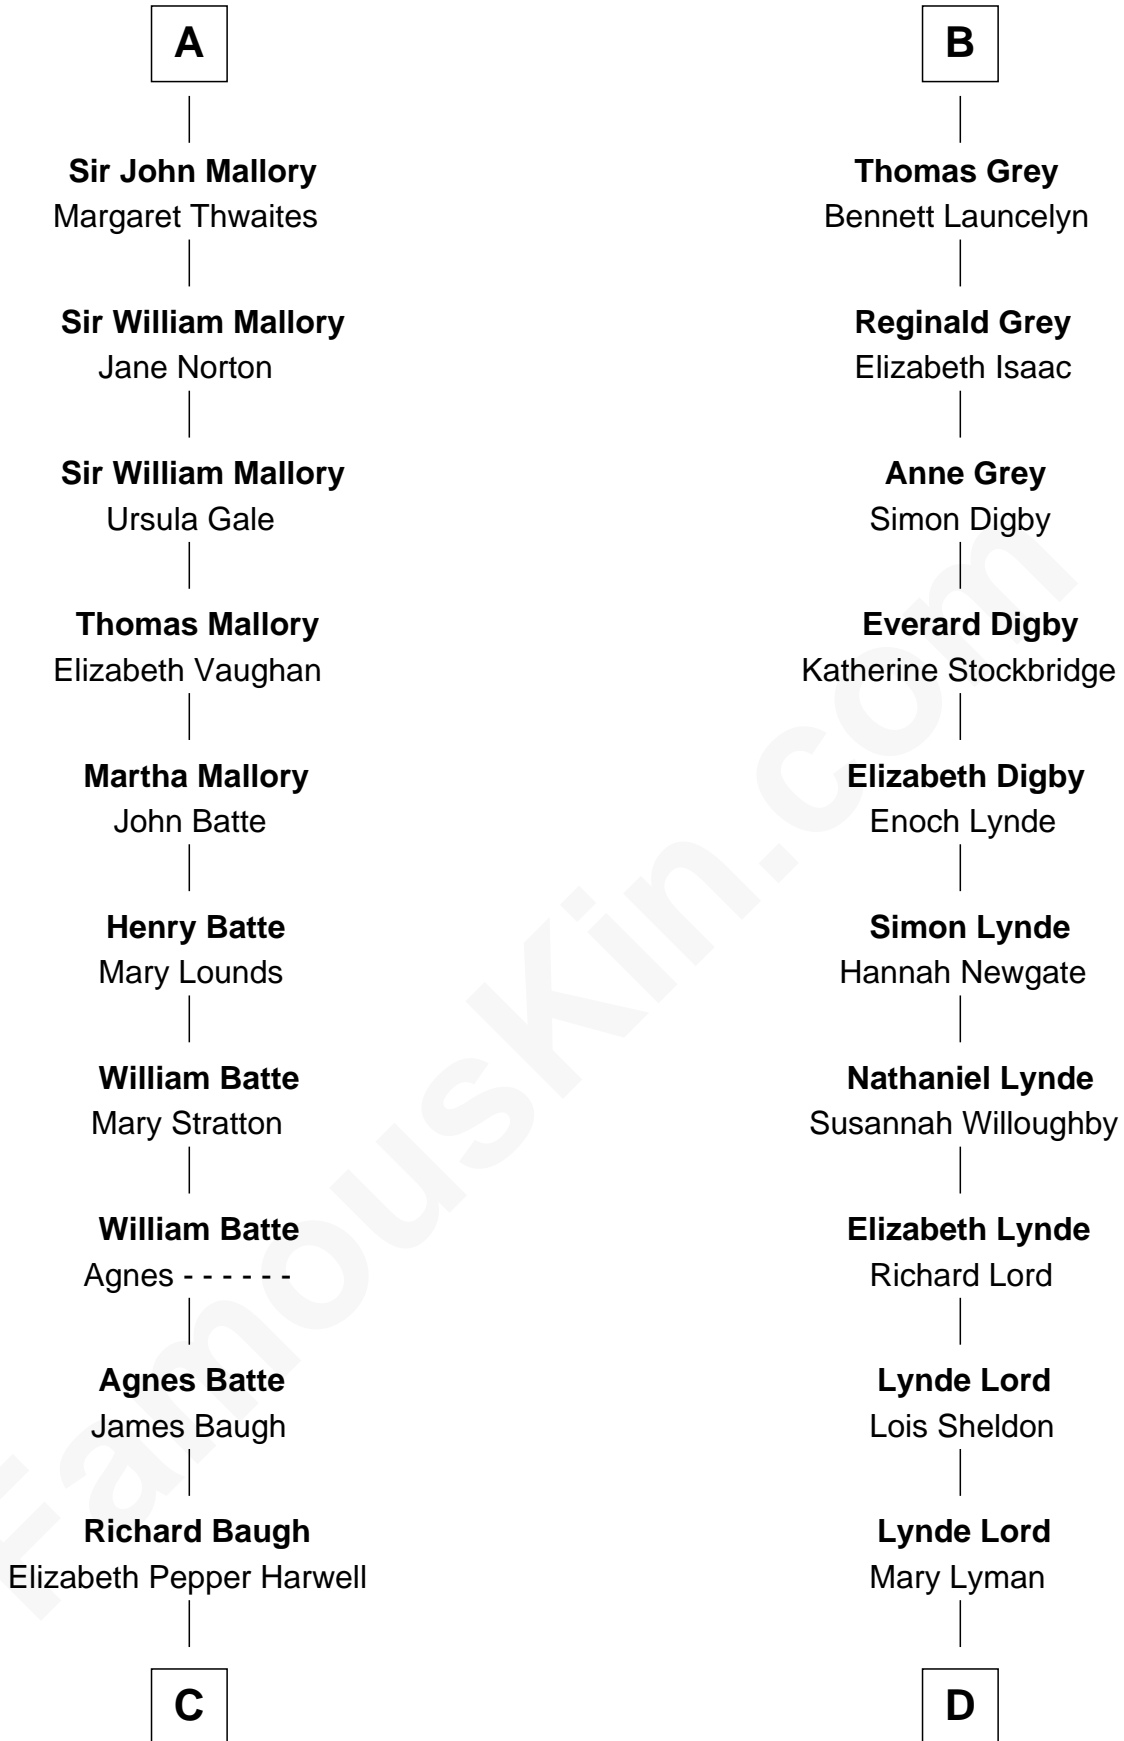 A
Sir John Mallory
Margaret Thwaites
Sir William Mallory
Jane Norton
Sir William Mallory
Ursula Gale
Thomas Mallory
Elizabeth Vaughan
Martha Mallory
John Batte
Henry Batte
Mary Lounds
William Batte
Mary Stratton
William Batte
Agnes - - - - - -
Agnes Batte
James Baugh
Richard Baugh
Elizabeth Pepper Harwell
C
B
Thomas Grey
Bennett Launcelyn
Reginald Grey
Elizabeth Isaac
Anne Grey
Simon Digby
Everard Digby
Katherine Stockbridge
Elizabeth Digby
Enoch Lynde
Simon Lynde
Hannah Newgate
Nathaniel Lynde
Susannah Willoughby
Elizabeth Lynde
Richard Lord
Lynde Lord
Lois Sheldon
Lynde Lord
Mary Lyman
D
FamousKin.com